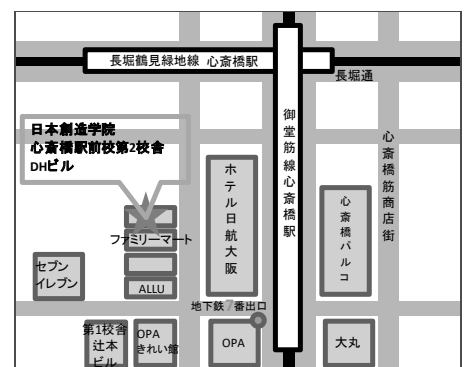 長堀鶴見緑地線 心斎橋駅
長堀通
日本創造学院
心斎橋駅前校第2校舎
DHビル
御堂筋線心斎橋駅
心斎橋筋商店街
ホテル日航大阪
心斎橋パルコ
ファミリーマート
セブン
イレブン
ALLU
地下鉄7番出口
第1校舎
辻本
ビル
OPA
きれい館
OPA
大丸